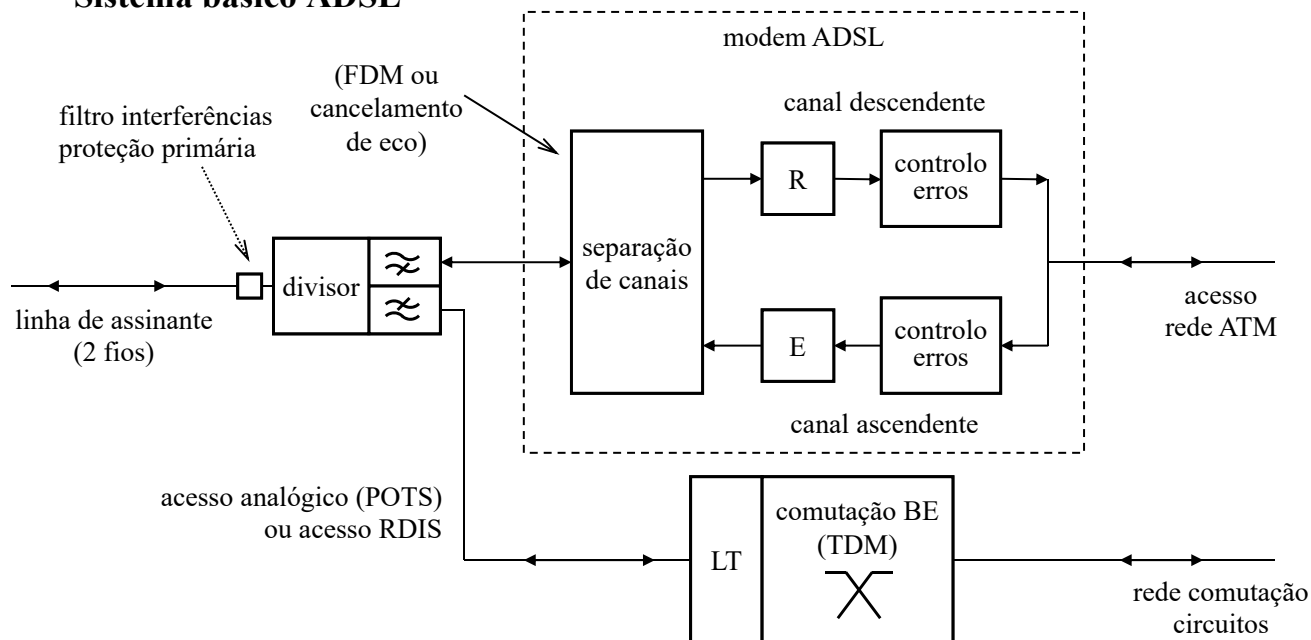 Sistema básico ADSL
modem ADSL
(FDM ou
cancelamento
de eco)
filtro interferências
proteção primária
canal descendente
R
controlo
erros
separação
de canais
divisor
linha de assinante
(2 fios)
acesso
rede ATM
E
controlo
erros
canal ascendente
acesso analógico (POTS)
ou acesso RDIS
LT
comutação BE
(TDM)
rede comutação
circuitos